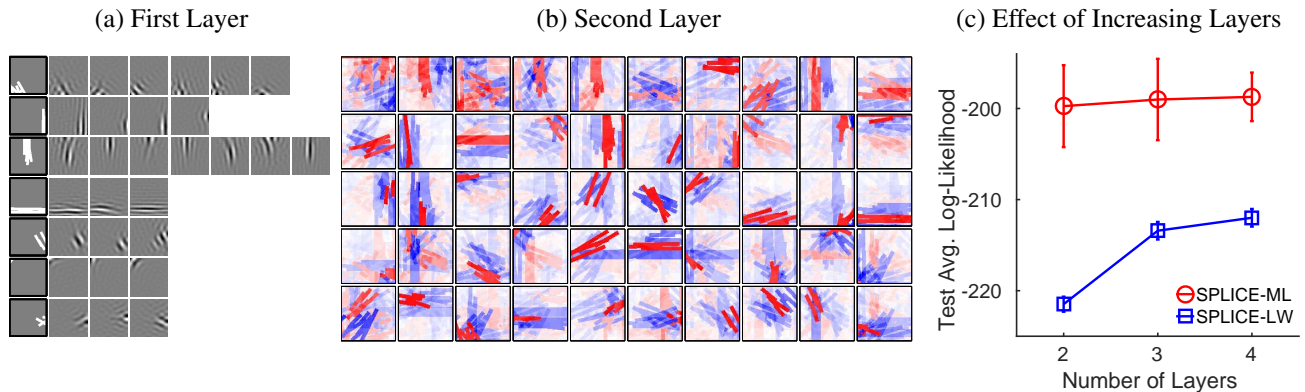 (a) First Layer
(b) Second Layer
(c) Effect of Increasing Layers
Test Avg. Log-Likelihood
-200
-210
-220
SPLICE-ML
SPLICE-LW
2 3 4
Number of Layers